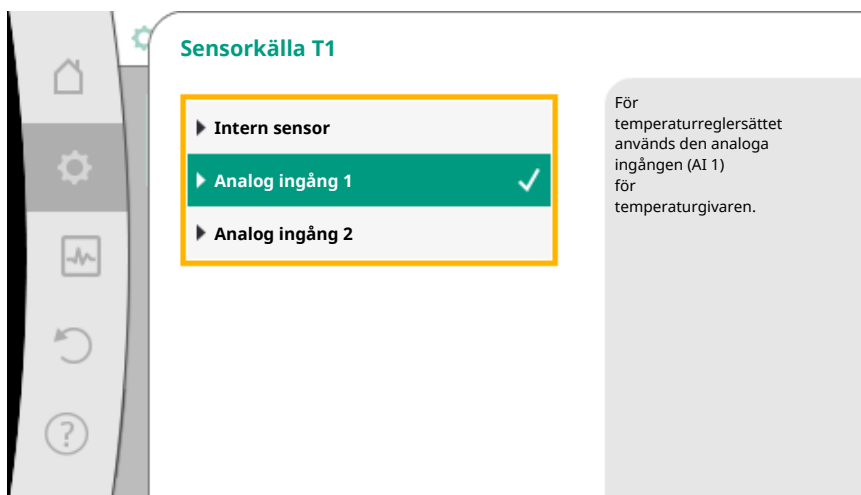 Sensorkälla T1
Intern sensor
Analog ingång 1
Analog ingång 2
För
temperaturreglersättet
används den analoga
ingången (AI 1)
för
temperaturgivaren.
?